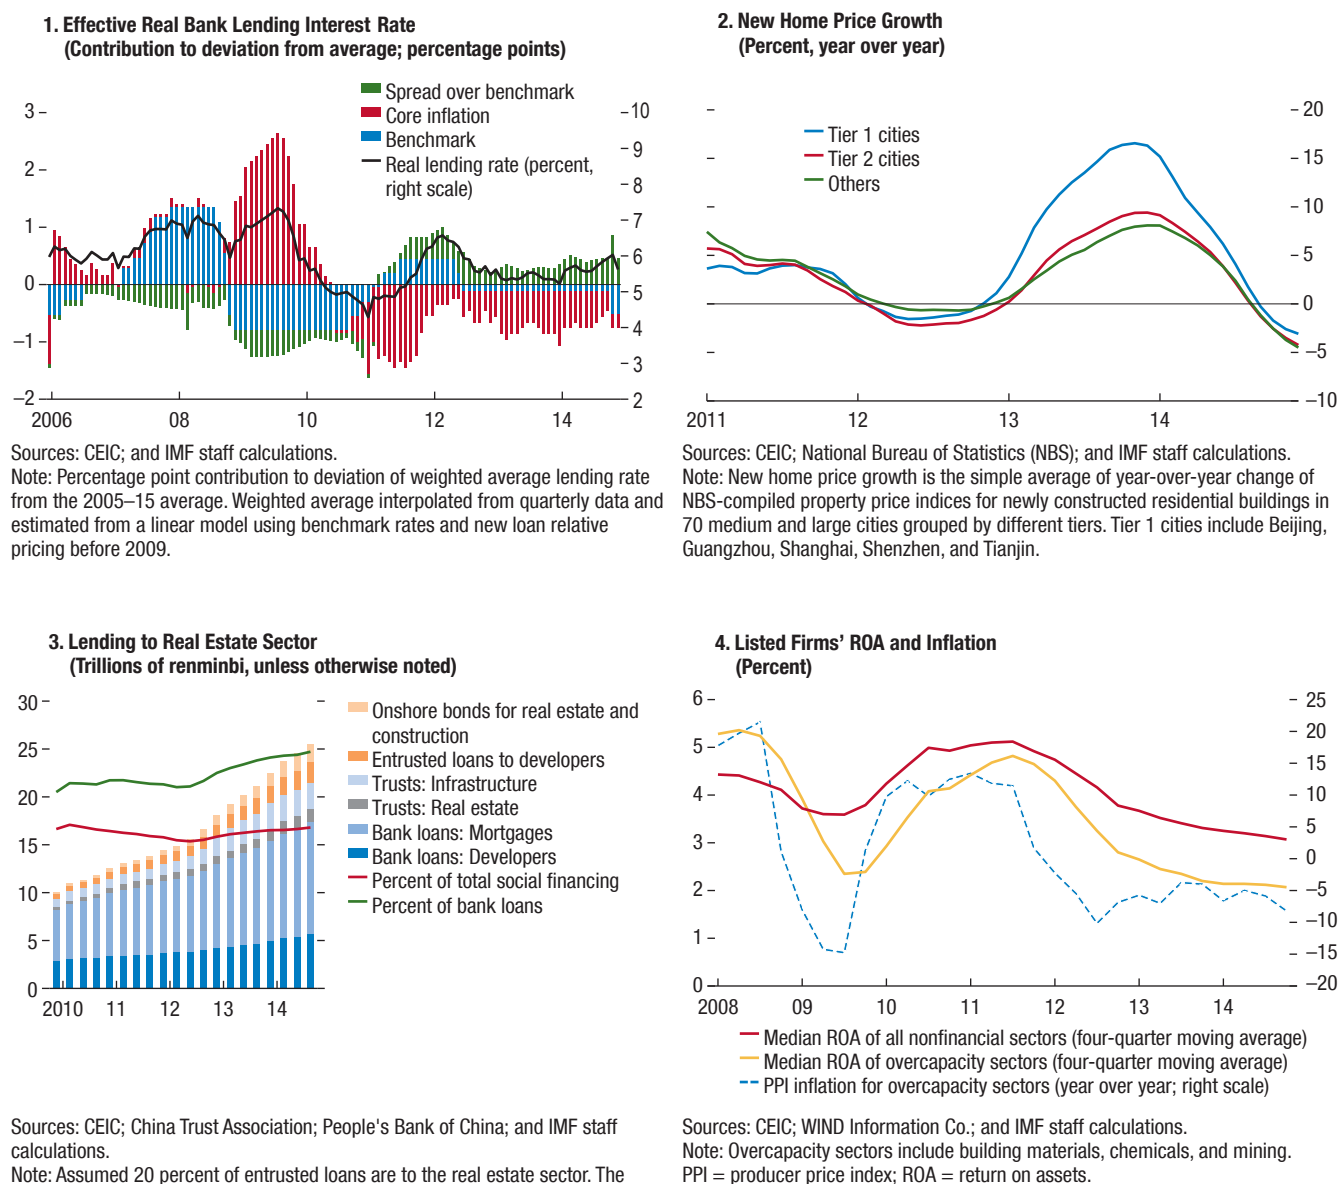 1. Effective Real Bank Lending Interest Rate
(Contribution to deviation from average; percentage points)
Spread over benchmark
Core inflation
Benchmark
Real lending rate (percent,
right scale)
3
2
1
0
–1
–2
10
9
8
7
6
5
4
3
2
2006 08 10 12 14
Sources: CEIC; and IMF staff calculations.
Note: Percentage point contribution to deviation of weighted average lending rate
from the 2005–15 average. Weighted average interpolated from quarterly data and
estimated from a linear model using benchmark rates and new loan relative
pricing before 2009.
2. New Home Price Growth
(Percent, year over year)
Tier 1 cities
Tier 2 cities
Others
20
15
10
5
0
–5
–10
2011 12 13 14
Sources: CEIC; National Bureau of Statistics (NBS); and IMF staff calculations.
Note: New home price growth is the simple average of year-over-year change of
NBS-compiled property price indices for newly constructed residential buildings in
70 medium and large cities grouped by different tiers. Tier 1 cities include Beijing,
Guangzhou, Shanghai, Shenzhen, and Tianjin.
3. Lending to Real Estate Sector
(Trillions of renminbi, unless otherwise noted)
30
25
20
15
10
5
0
Onshore bonds for real estate and
construction
Entrusted loans to developers
Trusts: Infrastructure
Trusts: Real estate
Bank loans: Mortgages
Bank loans: Developers
Percent of total social financing
Percent of bank loans
2010 11 12 13 14
Sources: CEIC; China Trust Association; People's Bank of China; and IMF staff
calculations.
Note: Assumed 20 percent of entrusted loans are to the real estate sector. The
4. Listed Firms’ ROA and Inflation
(Percent)
6
5
4
3
2
1
0
25
20
15
10
5
0
–5
–10
–15
–20
2008 09 10 11 12 13 14
Median ROA of all nonfinancial sectors (four-quarter moving average)
Median ROA of overcapacity sectors (four-quarter moving average)
PPI inflation for overcapacity sectors (year over year; right scale)
Sources: CEIC; WIND Information Co.; and IMF staff calculations.
Note: Overcapacity sectors include building materials, chemicals, and mining.
PPI = producer price index; ROA = return on assets.